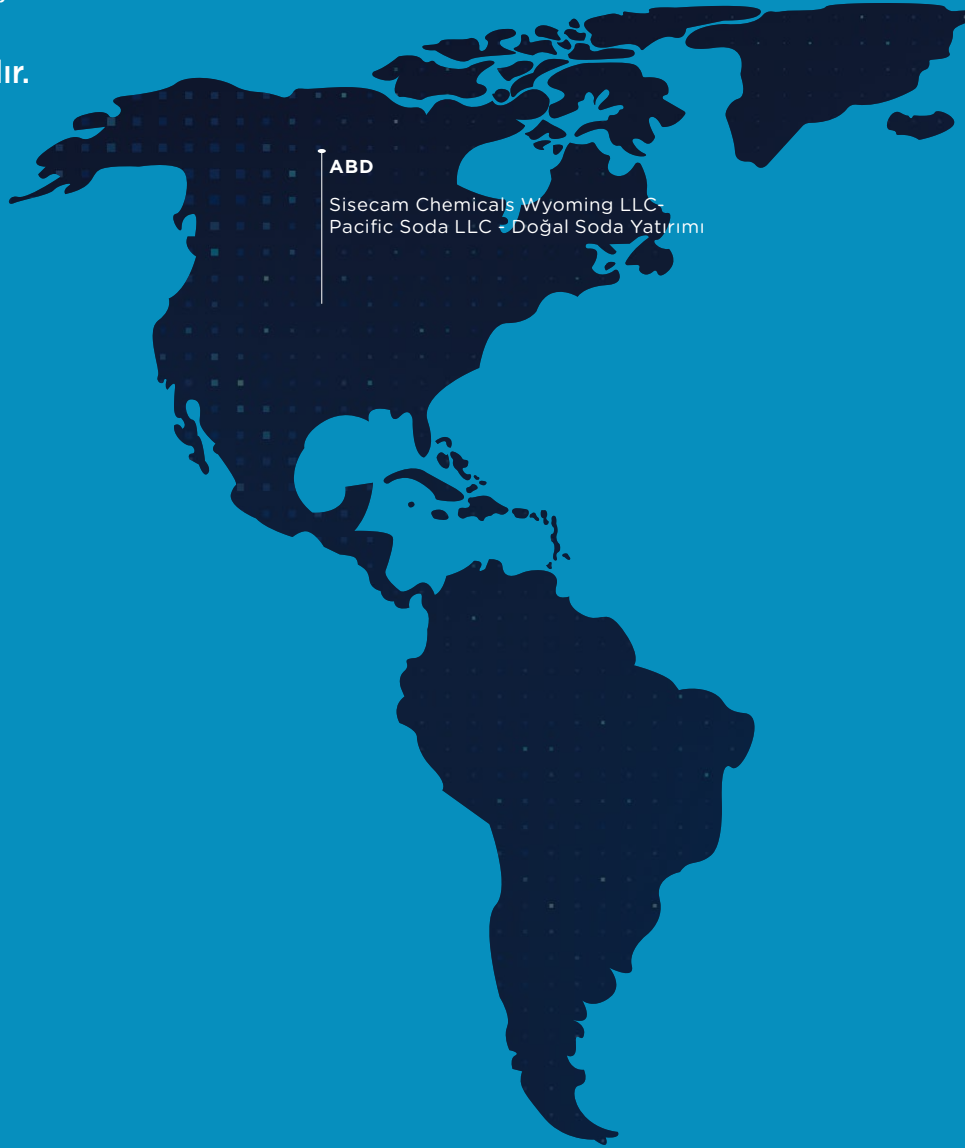 lır.
ABD
Sisecam Chemicals Wyoming LLC-
Pacific Soda LLC - Doğal Soda Yatırımı